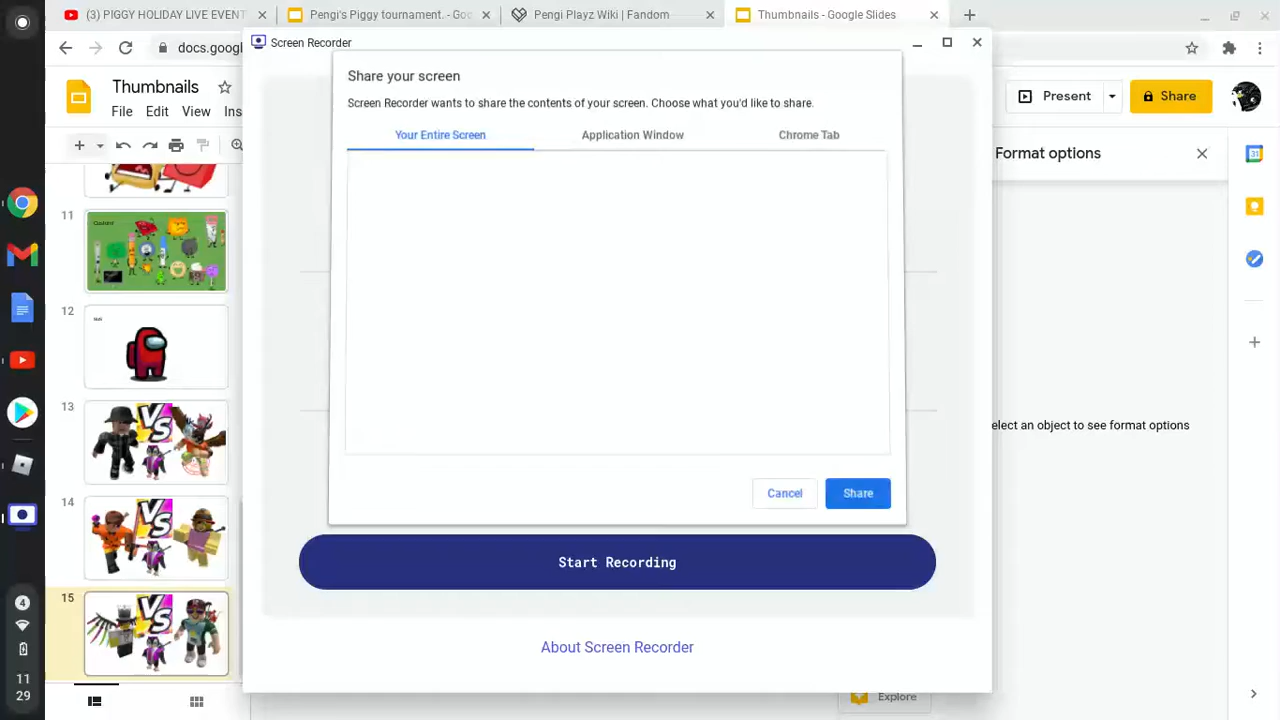 (3) PIGGY HOLIDAY LIVE EVENT
Pengi's Piggy tournament. - Goo
Pengi Playz Wiki | Fandom
Thumbnails - Google Slides
docs.googl
Screen Recorder
Thumbnails
File Edit View Ins
Present
Share
Share your screen
Screen Recorder wants to share the contents of your screen. Choose what you'd like to share.
Your Entire Screen
Application Window
Chrome Tab
Format options
31
11
12
13
VS
14
VS
15
VS
elect an object to see format options
Cancel
Share
Start Recording
About Screen Recorder
Explore
4
11
29